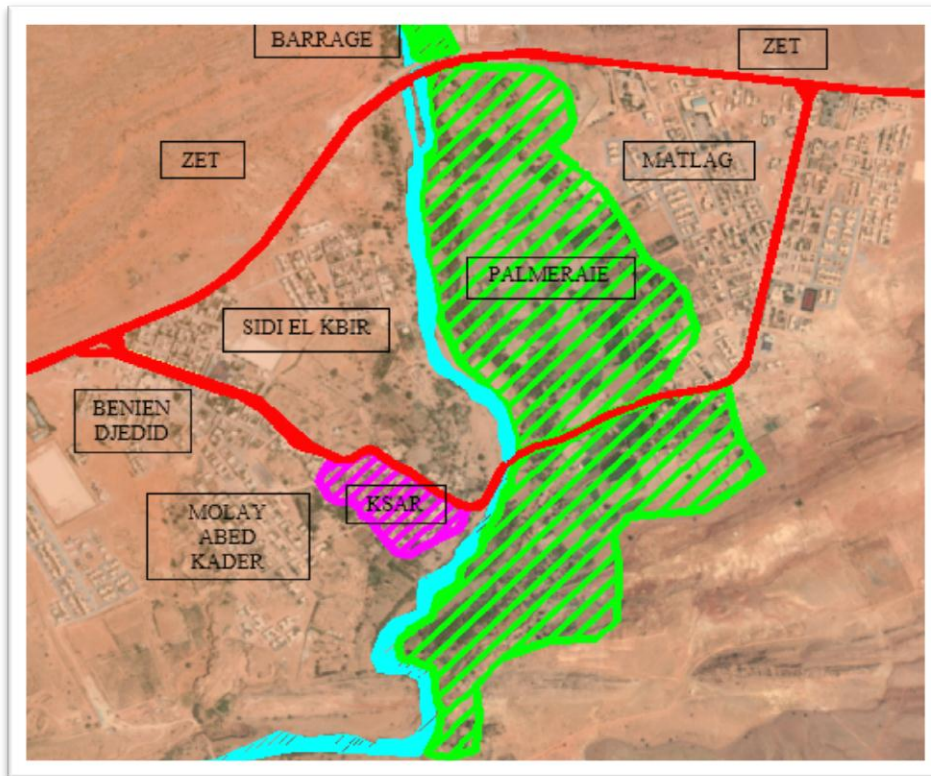 BARRAGE
ZET
ZET
MATLAG
PALMERAIE
SIDI EL KBIR
BENIEN
DJEDID
KSAR
MOLAY
ABED
KADER